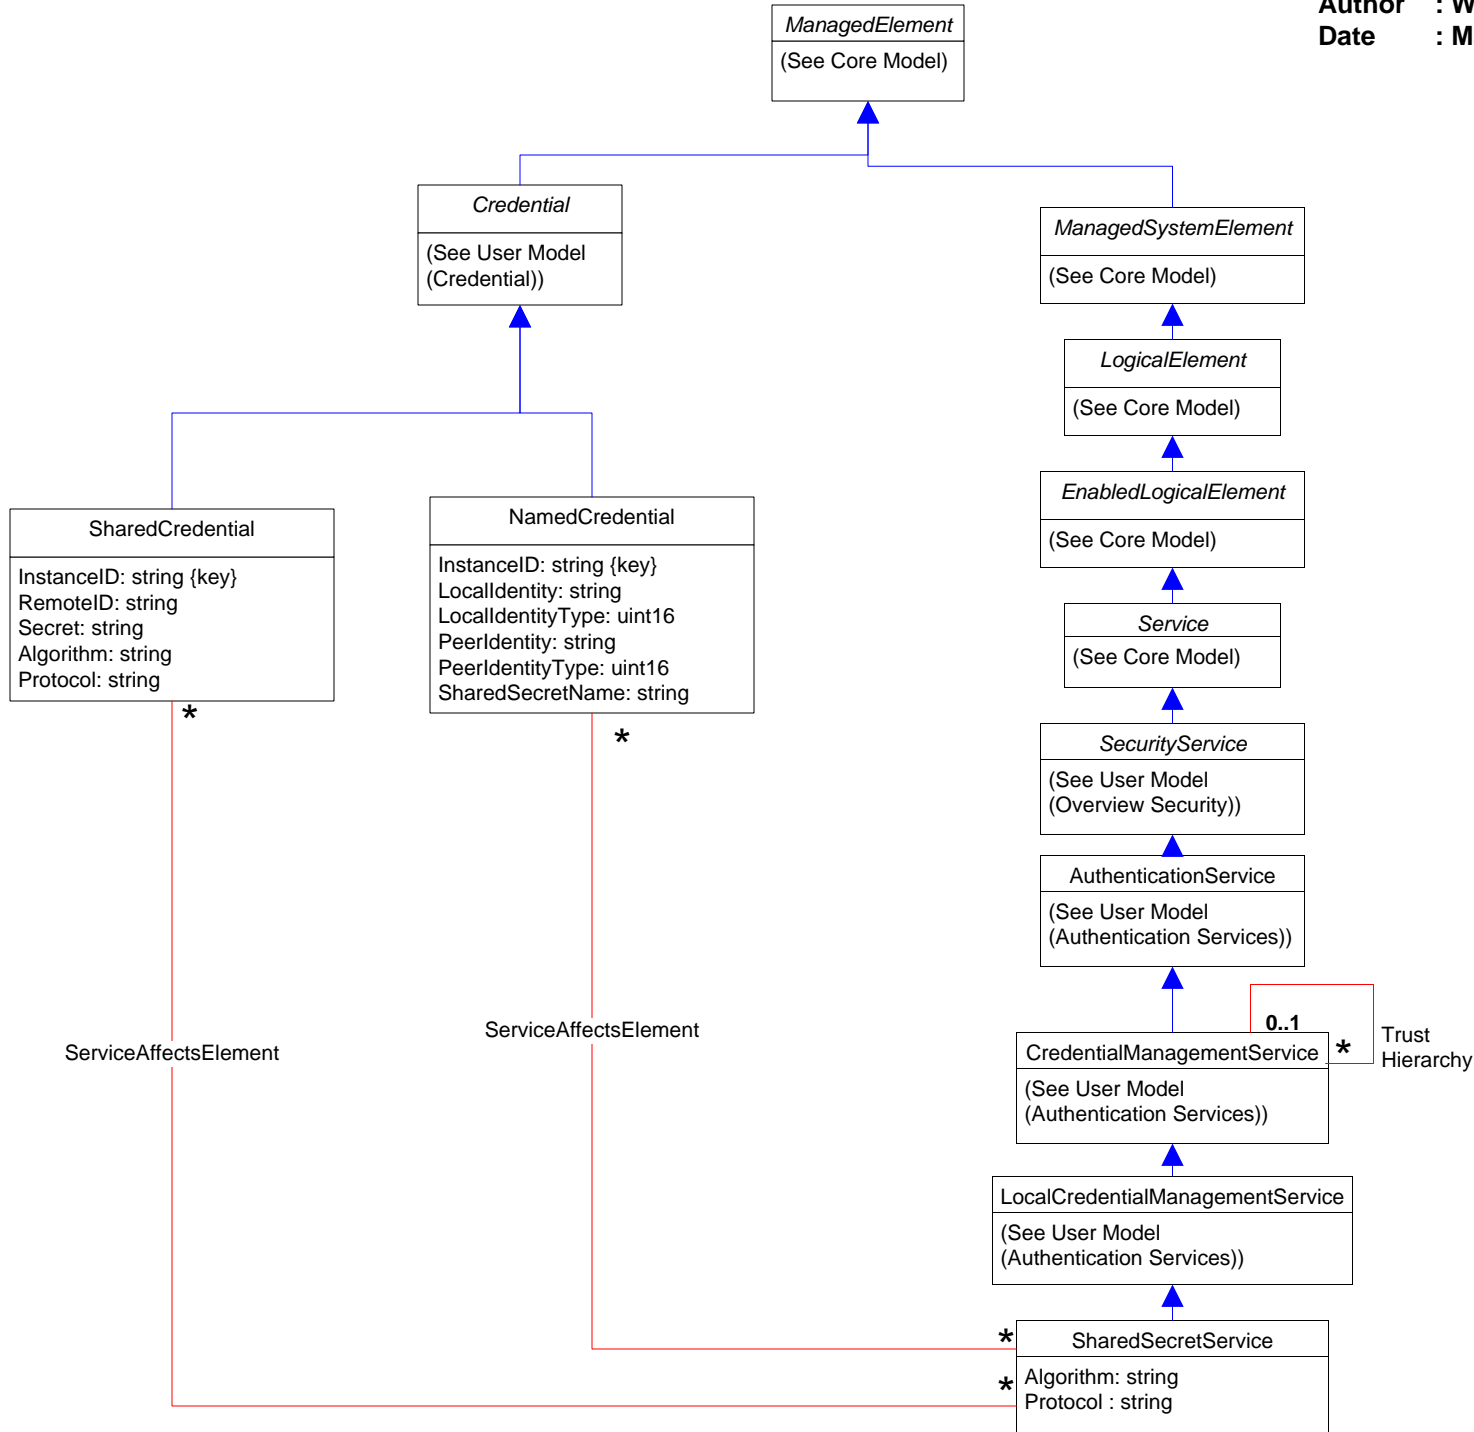 Author : W
Date : M
ManagedElement
(See Core Model)
Credential
(See User Model
(Credential))
ManagedSystemElement
(See Core Model)
LogicalElement
(See Core Model)
EnabledLogicalElement
(See Core Model)
SharedCredential
InstanceID: string {key}
RemoteID: string
Secret: string
Algorithm: string
Protocol: string
*
NamedCredential
InstanceID: string {key}
LocalIdentity: string
LocalIdentityType: uint16
PeerIdentity: string
PeerIdentityType: uint16
SharedSecretName: string
*
Service
(See Core Model)
SecurityService
(See User Model
(Overview Security))
AuthenticationService
(See User Model
(Authentication Services))
ServiceAffectsElement
ServiceAffectsElement
0..1
*
Trust
Hierarchy
CredentialManagementService
(See User Model
(Authentication Services))
LocalCredentialManagementService
(See User Model
(Authentication Services))
*
*
SharedSecretService
Algorithm: string
Protocol : string